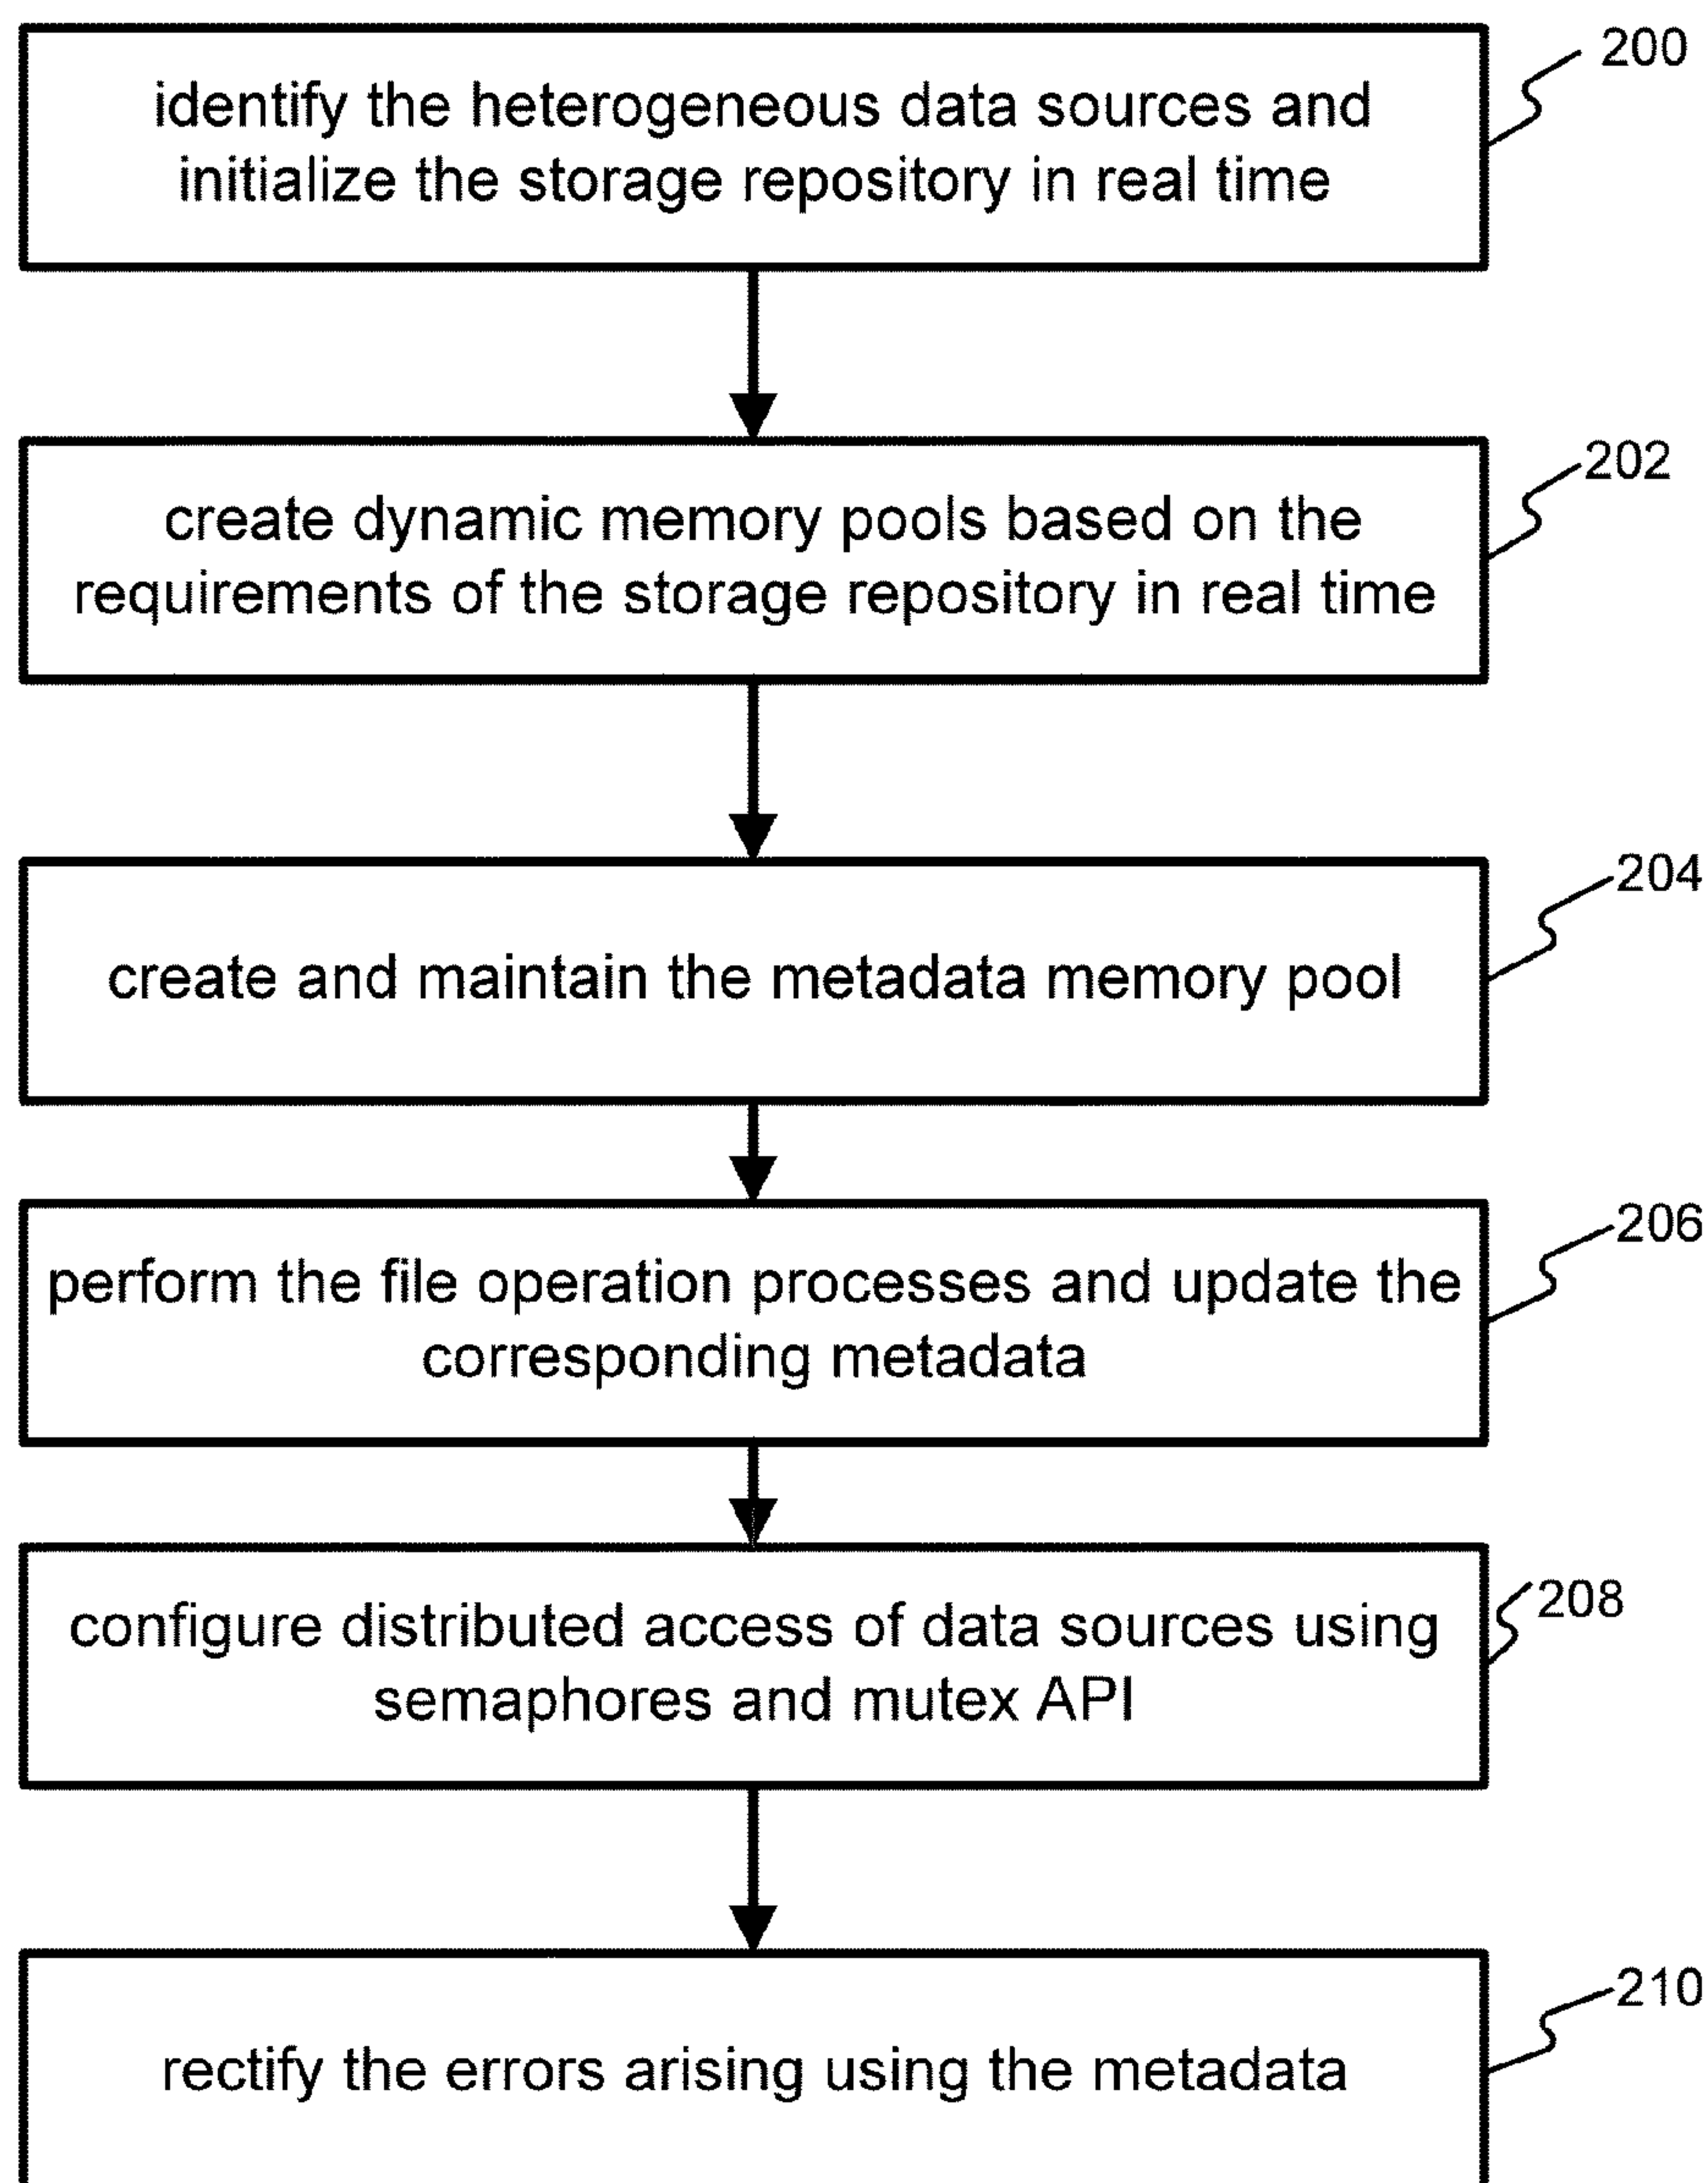 identify the heterogeneous data sources and
initialize the storage repository in real time
200
create dynamic memory pools based on the
requirements of the storage repository in real time
202
create and maintain the metadata memory pool
204
perform the file operation processes and update the
corresponding metadata
206
configure distributed access of data sources using
semaphores and mutex API
208
rectify the errors arising using the metadata
210